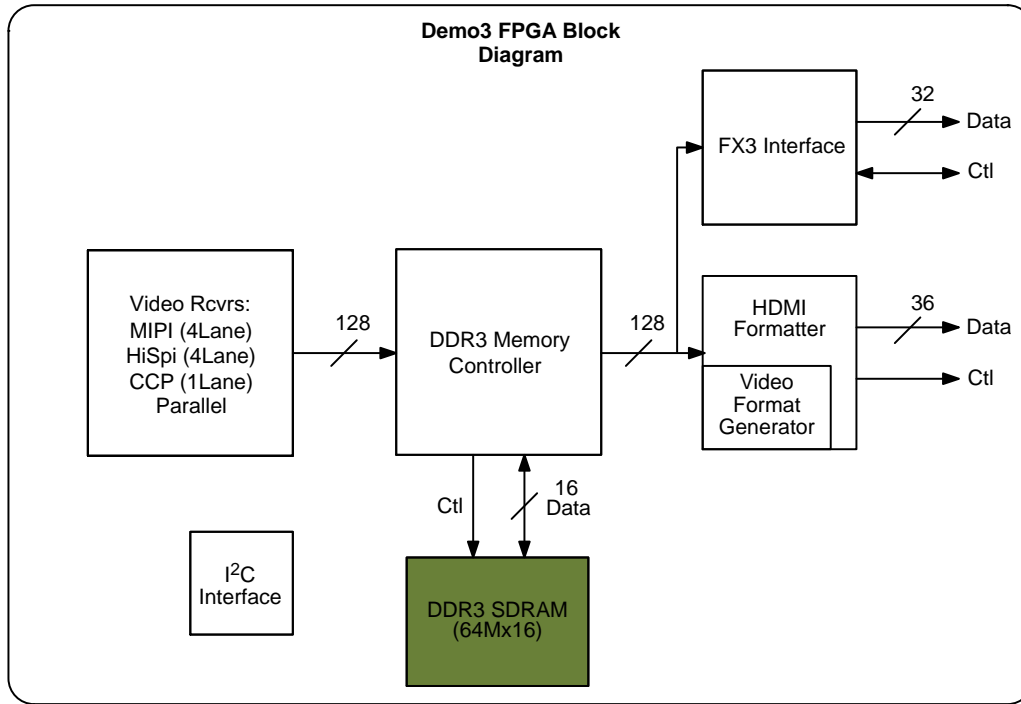 Demo3 FPGA Block
Diagram
32
Data
FX3 Interface
Ctl
Video Rcvrs:
MIPI (4Lane)
HiSpi (4Lane)
CCP (1Lane)
Parallel
128
DDR3 Memory
Controller
128
HDMI
Formatter
36
Data
Video
Format
Generator
Ctl
Ctl
16
Data
I²C
Interface
DDR3 SDRAM
(64Mx16)